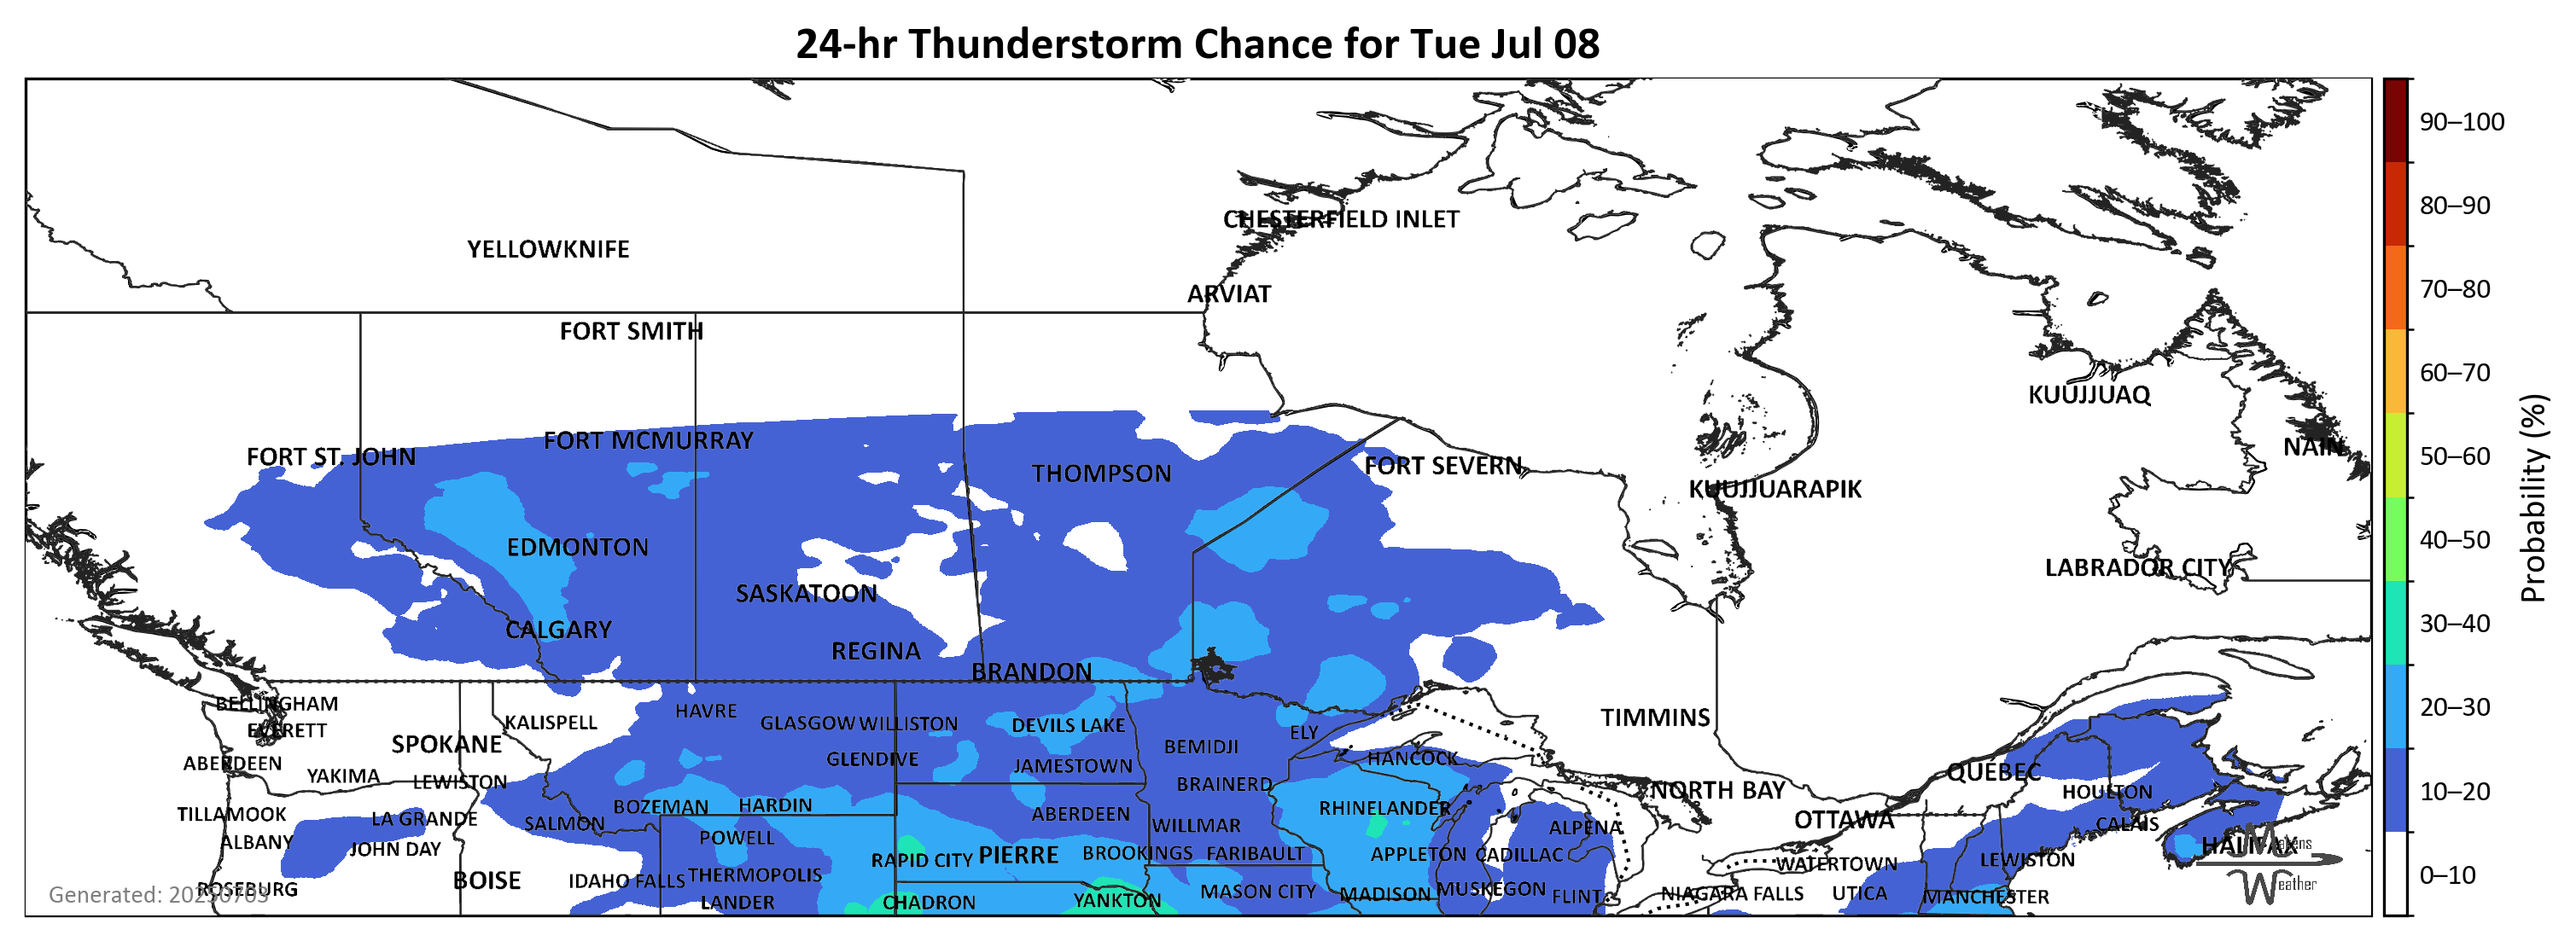 24-hr Thunderstorm Chance for Tue Jul 08
CHESTERFIELD INLET
YELLOWKNIFE
ARVIAT
FORT SMITH
KUUJJUAQ
FORT MCMURRAY
NAIN
FORT ST. JOHN
FORT SEVERN
THOMPSON
KUUJJUARAPIK
EDMONTON
LABRADOR CITY
SASKATOON
CALGARY
REGINA
BRANDON
BELLINGHAM
HAVRE
TIMMINS
KALISPELL
GLASGOW
WILLISTON
DEVILS LAKE
EVERETT
ELY
SPOKANE
BEMIDJI
HANCOCK
GLENDIVE
ABERDEEN
JAMESTOWN
QUÉBEC
YAKIMA
LEWISTON
BRAINERD
NORTH BAY
HOULTON
BOZEMAN
HARDIN
RHINELANDER
TILLAMOOK
LA GRANDE
ABERDEEN
OTTAWA
SALMON
WILLMAR
ALPENA
CALAIS
POWELL
ALBANY
HALIFAX
JOHN DAY
RAPID CITY
PIERRE
BROOKINGS
FARIBAULT
APPLETON
CADILLAC
LEWISTON
WATERTOWN
THERMOPOLIS
BOISE
IDAHO FALLS
ROSEBURG
MUSKEGON
MASON CITY
MADISON
NIAGARA FALLS
UTICA
FLINT
MANCHESTER
LANDER
CHADRON
YANKTON
Generated: 20250703
Weather
90–100
80–90
70–80
60–70
50–60
40–50
30–40
20–30
10–20
0–10
Probability (%)